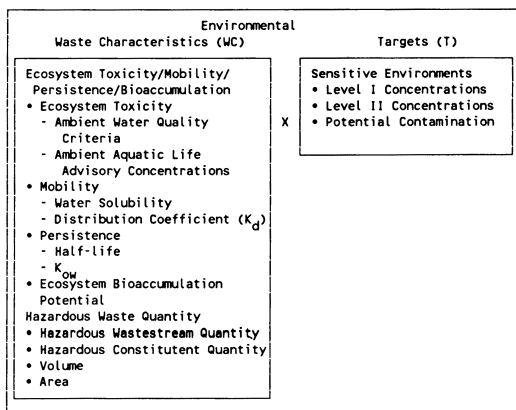 Environmental
Waste Characteristics (WC)
Targets (T)
Ecosystem Toxicity/Mobility/
Persistence/Bioaccumulation
• Ecosystem Toxicity
- Ambient Water Quality
Criteria
- Ambient Aquatic Life
Advisory Concentrations
• Mobility
- Water Solubility
- Distribution Coefficient (Kd)
• Persistence
- Half-life
- Kow
• Ecosystem Bioaccumulation
Potential
Hazardous Waste Quantity
• Hazardous Wastestream Quantity
• Hazardous Constitutent Quantity
• Volume
• Area
X
Sensitive Environments
• Level I Concentrations
• Level II Concentrations
• Potential Contamination